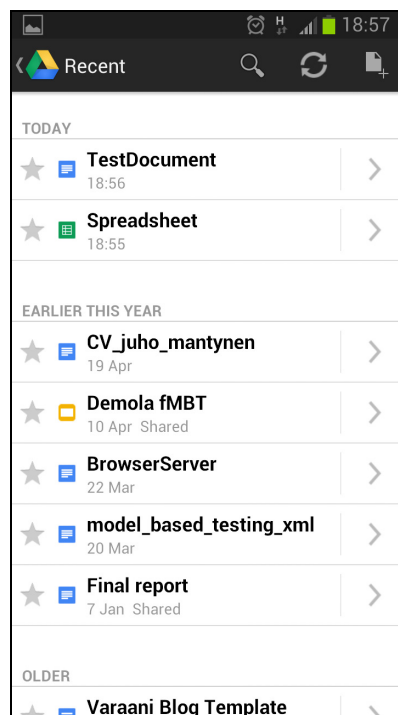 H 18:57
Recent
TODAY
TestDocument
18:56
Spreadsheet
18:55
EARLIER THIS YEAR
CV_juho_mantynen
19 Apr
Demola fMBT
10 Apr Shared
BrowserServer
22 Mar
model_based_testing_xml
20 Mar
Final report
7 Jan Shared
OLDER
Varaani Blog Template